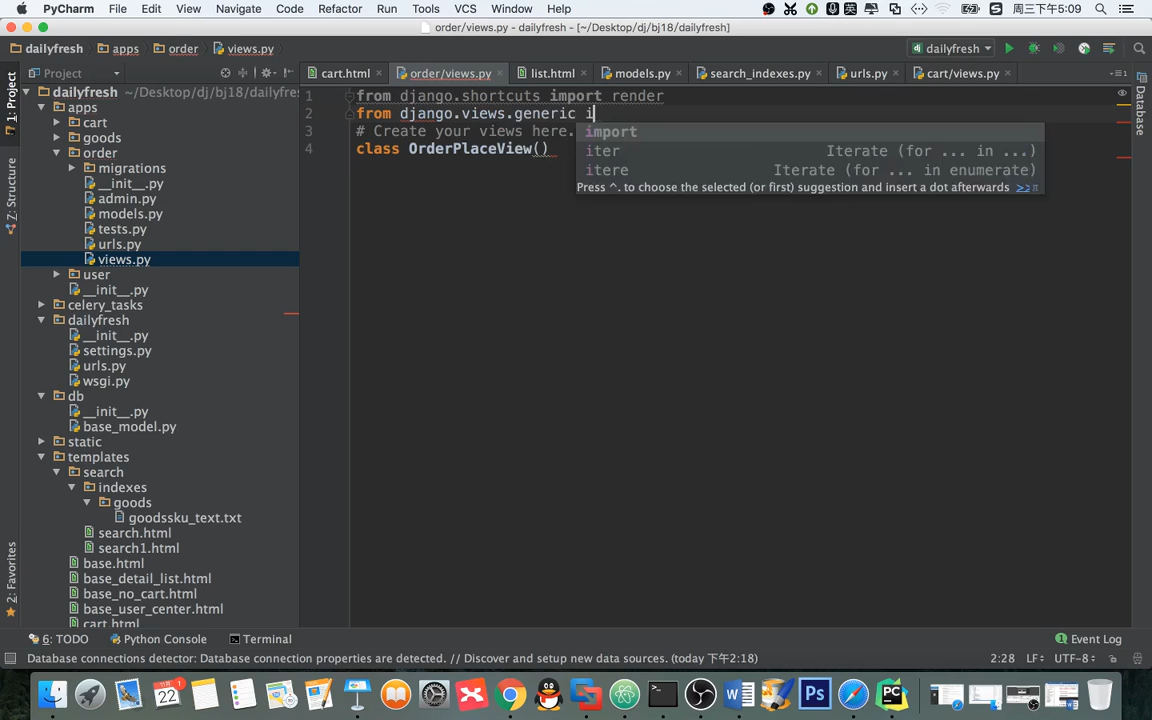 PyCharm File Edit View Navigate Code Refactor Run Tools VCS Window Help 英 周三下午5:09
order/views.py - dailyfresh - [~/Desktop/dj/bj18/dailyfresh]
dailyfresh apps order views.py dailyfresh
Project cart.html order/views.py list.html models.py search_indexes.py urls.py cart/views.py
1: Project
7: Structure
2: Favorites
Database
dailyfresh ~/Desktop/dj/bj18/dailyfres
apps
cart
goods
order
migrations
__init__.py
admin.py
models.py
tests.py
urls.py
views.py
user
__init__.py
celery_tasks
dailyfresh
__init__.py
settings.py
urls.py
wsgi.py
db
__init__.py
base_model.py
static
templates
search
indexes
goods
goodssku_text.txt
search.html
search1.html
base.html
base_detail_list.html
base_no_cart.html
base_user_center.html
cart.html
1 from django.shortcuts import render
2 from django.views.generic i
3 # Create your views here.
4 class OrderPlaceView()
import
iter Iterate (for ... in ...)
itere Iterate (for ... in enumerate)
Press ^. to choose the selected (or first) suggestion and insert a dot afterwards >> π
6: TODO Python Console Terminal 1 Event Log
Database connections detector: Database connection properties are detected. // Discover and setup new data sources. (today 下午2:18) 2:28 LF÷ UTF-8÷
22 Ps PC